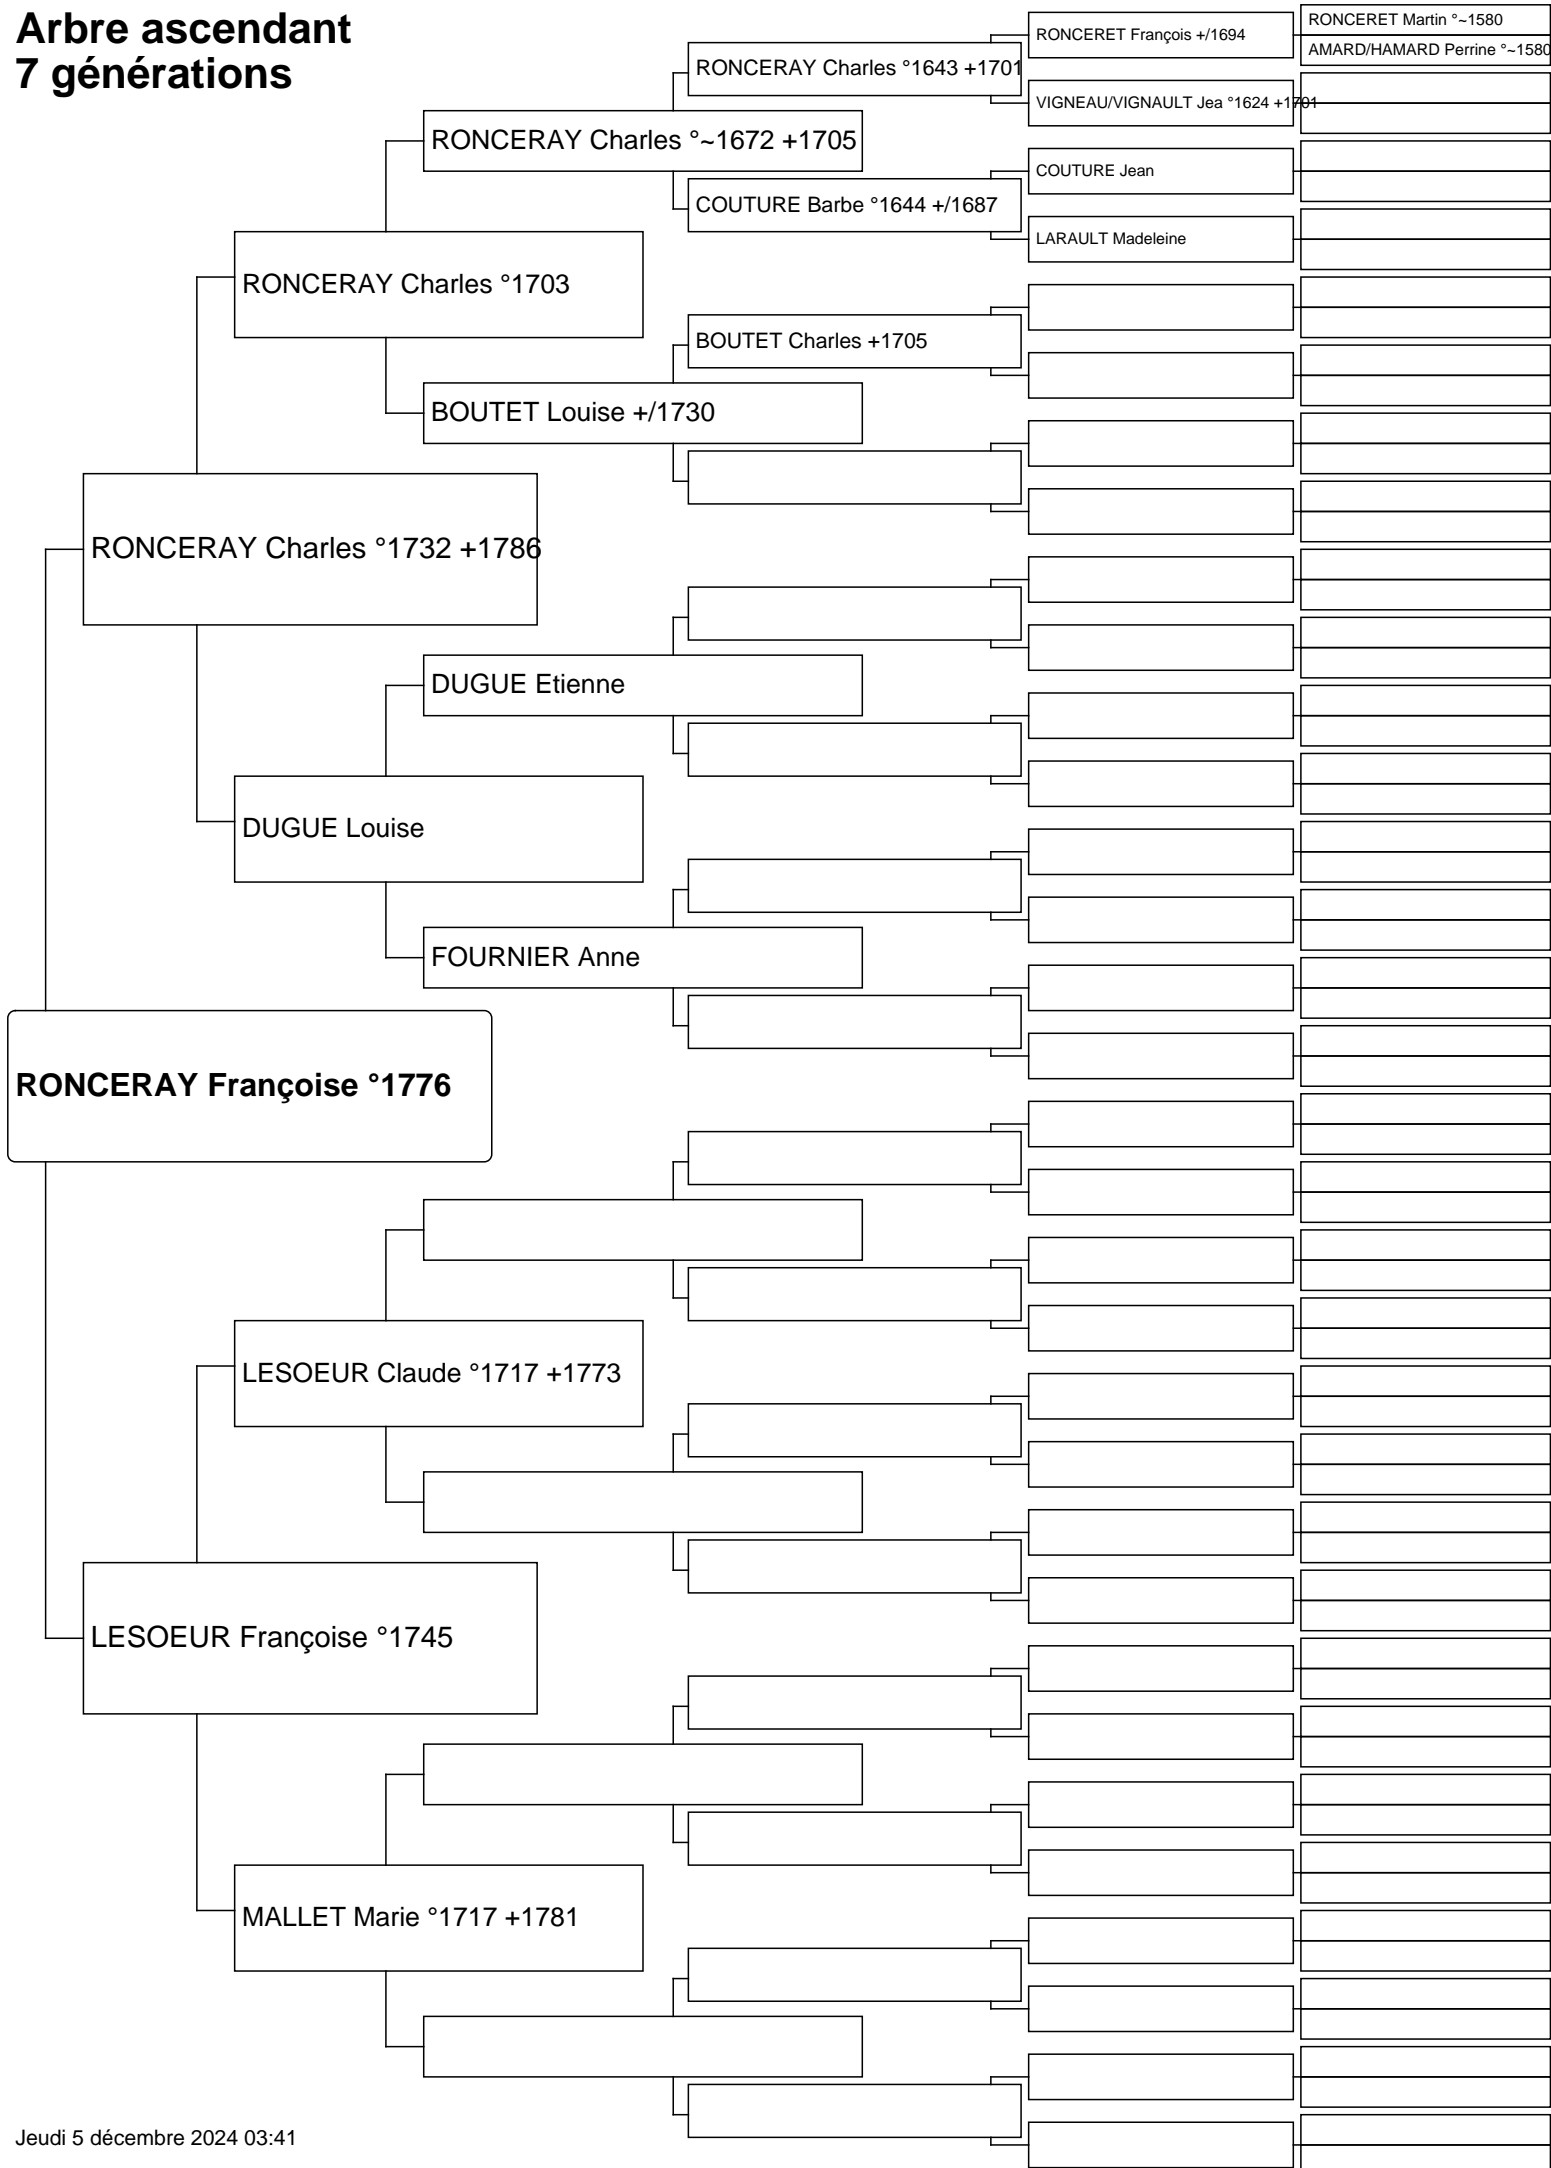 Arbre ascendant
7 générations
RONCERET François +/1694
RONCERET Martin °~1580
AMARD/HAMARD Perrine °~1580
RONCERAY Charles °1643 +1701
VIGNEAU/VIGNAULT Jea °1624 +1701
RONCERAY Charles °~1672 +1705
COUTURE Jean
COUTURE Barbe °1644 +/1687
LARAULT Madeleine
RONCERAY Charles °1703
BOUTET Charles +1705
BOUTET Louise +/1730
RONCERAY Charles °1732 +1786
DUGUE Etienne
DUGUE Louise
FOURNIER Anne
RONCERAY Françoise °1776
LESOEUR Claude °1717 +1773
LESOEUR Françoise °1745
MALLET Marie °1717 +1781
Jeudi 5 décembre 2024 03:41